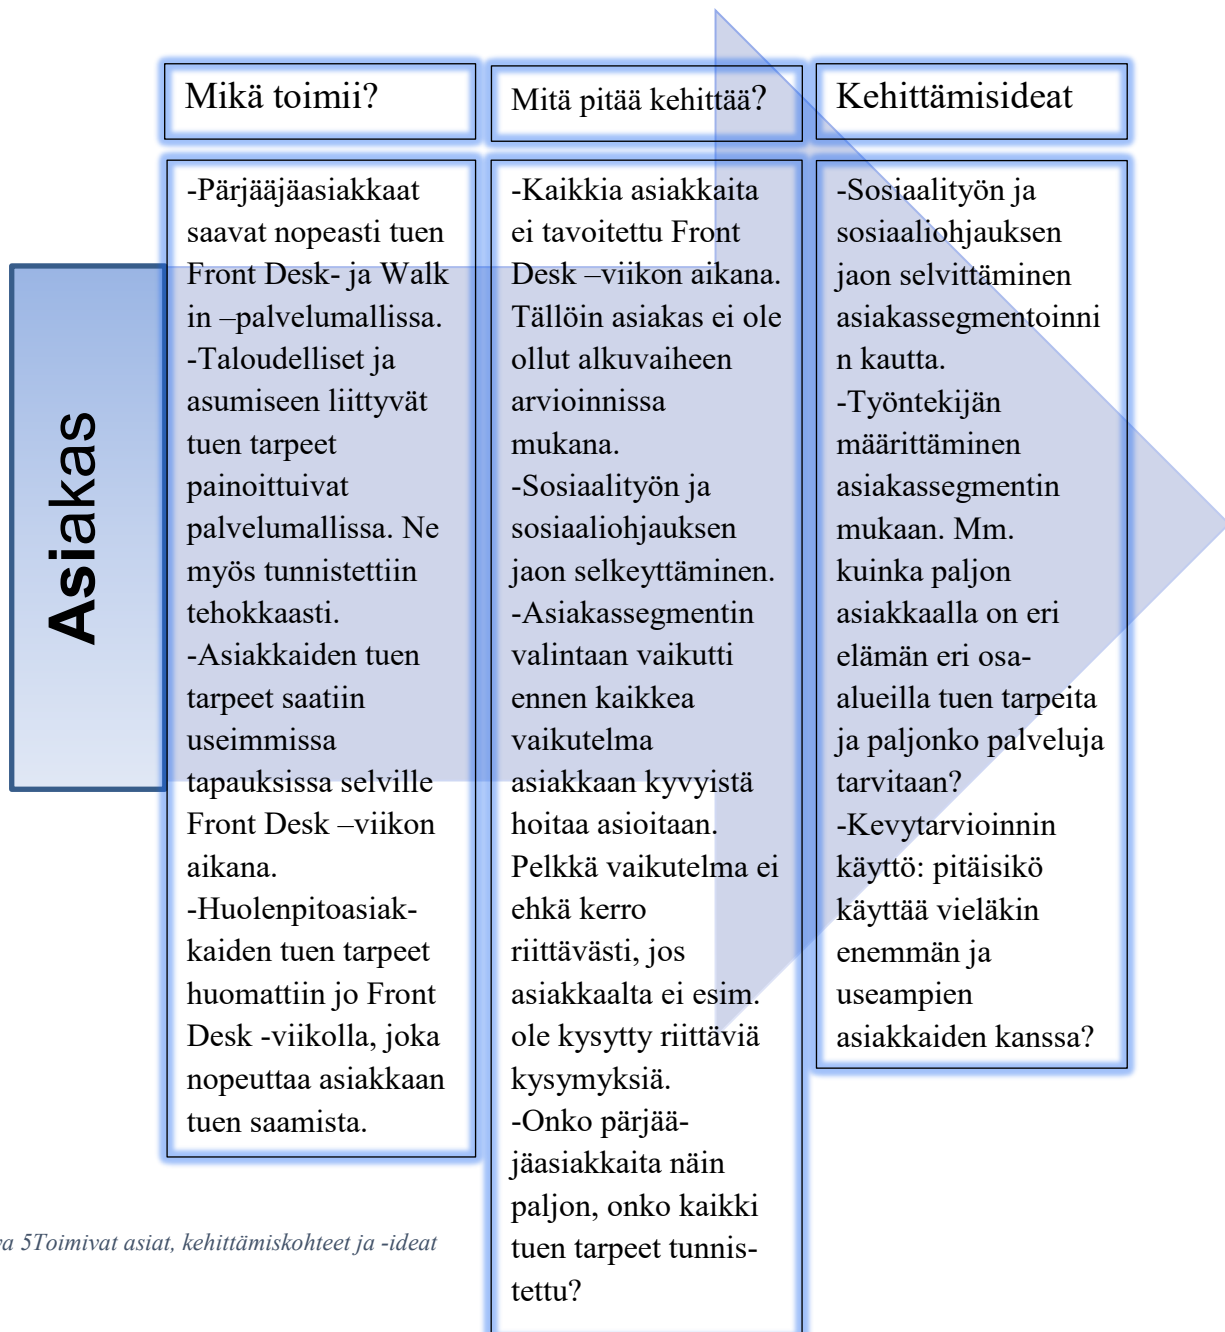 Asiakas
Mikä toimii?
-Pärjääjäasiakkaat
saavat nopeasti tuen
Front Desk- ja Walk
in –palvelumallissa.
-Taloudelliset ja
asumiseen liittyvät
tuen tarpeet
painoittuivat
palvelumallissa. Ne
myös tunnistettiin
tehokkaasti.
-Asiakkaiden tuen
tarpeet saatiin
useimmissa
tapauksissa selville
Front Desk –viikon
aikana.
-Huolenpitoasiak-
kaiden tuen tarpeet
huomattiin jo Front
Desk -viikolla, joka
nopeuttaa asiakkaan
tuen saamista.
Mitä pitää kehittää?
-Kaikkia asiakkaita
ei tavoitettu Front
Desk –viikon aikana.
Tällöin asiakas ei ole
ollut alkuvaiheen
arvioinnissa
mukana.
-Sosiaalityön ja
sosiaaliohjauksen
jaon selkeyttäminen.
-Asiakassegmentin
valintaan vaikutti
ennen kaikkea
vaikutelma
asiakkaan kyvyistä
hoitaa asioitaan.
Pelkkä vaikutelma ei
ehkä kerro
riittävästi, jos
asiakkaalta ei esim.
ole kysytty riittäviä
kysymyksiä.
-Onko pärjää-
jäasiakkaita näin
paljon, onko kaikki
tuen tarpeet tunnis-
tettu?
Kehittämisideat
-Sosiaalityön ja
sosiaaliohjauksen
jaon selvittäminen
asiakassegmentoinni
n kautta.
-Työntekijän
määrittäminen
asiakassegmentin
mukaan. Mm.
kuinka paljon
asiakkaalla on eri
elämän eri osa-
alueilla tuen tarpeita
ja paljonko palveluja
tarvitaan?
-Kevytarvioinnin
käyttö: pitäisikö
käyttää vieläkin
enemmän ja
useampien
asiakkaiden kanssa?
va 5Toimivat asiat, kehittämiskohteet ja -ideat